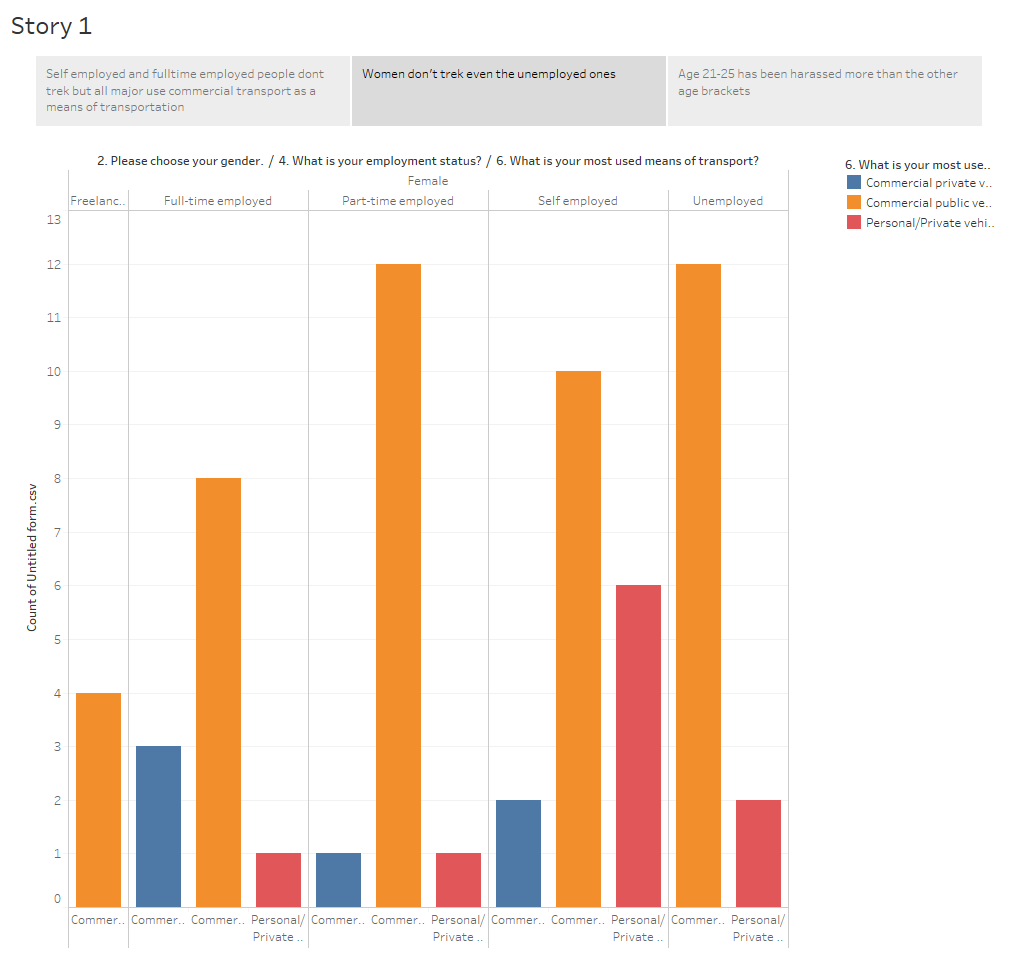 Story 1
Self employed and fulltime employed people dont
trek but all major use commercial transport as a
means of transportation
Women don't trek even the unemployed ones
Age 21-25 has been harassed more than the other
age brackets
2. Please choose your gender. / 4. What is your employment status? / 6. What is your most used means of transport?
Female
Freelanc.. Full-time employed Part-time employed Self employed Unemployed
13
12
11
10
9
8
7
6
5
4
3
2
1
0
Count of Untitled form.csv
Commer.. Commer.. Commer.. Personal/ Commer.. Commer.. Personal/ Commer.. Commer.. Personal/ Commer.. Personal/
Private .. Private .. Private .. Private ..
6. What is your most use..
Commercial private v..
Commercial public ve..
Personal/Private vehi..